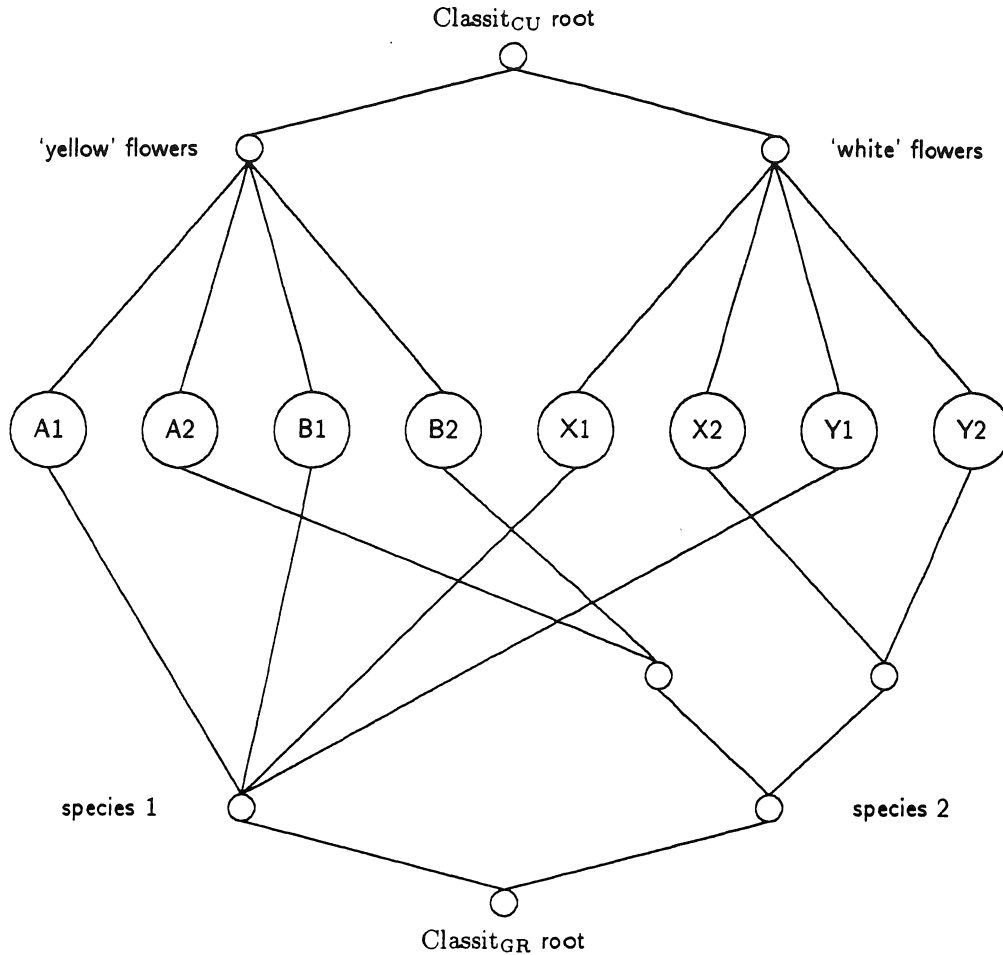 Classit_CU root
'yellow' flowers
'white' flowers
A1
A2
B1
B2
X1
X2
Y1
Y2
species 1
species 2
Classit_GR root